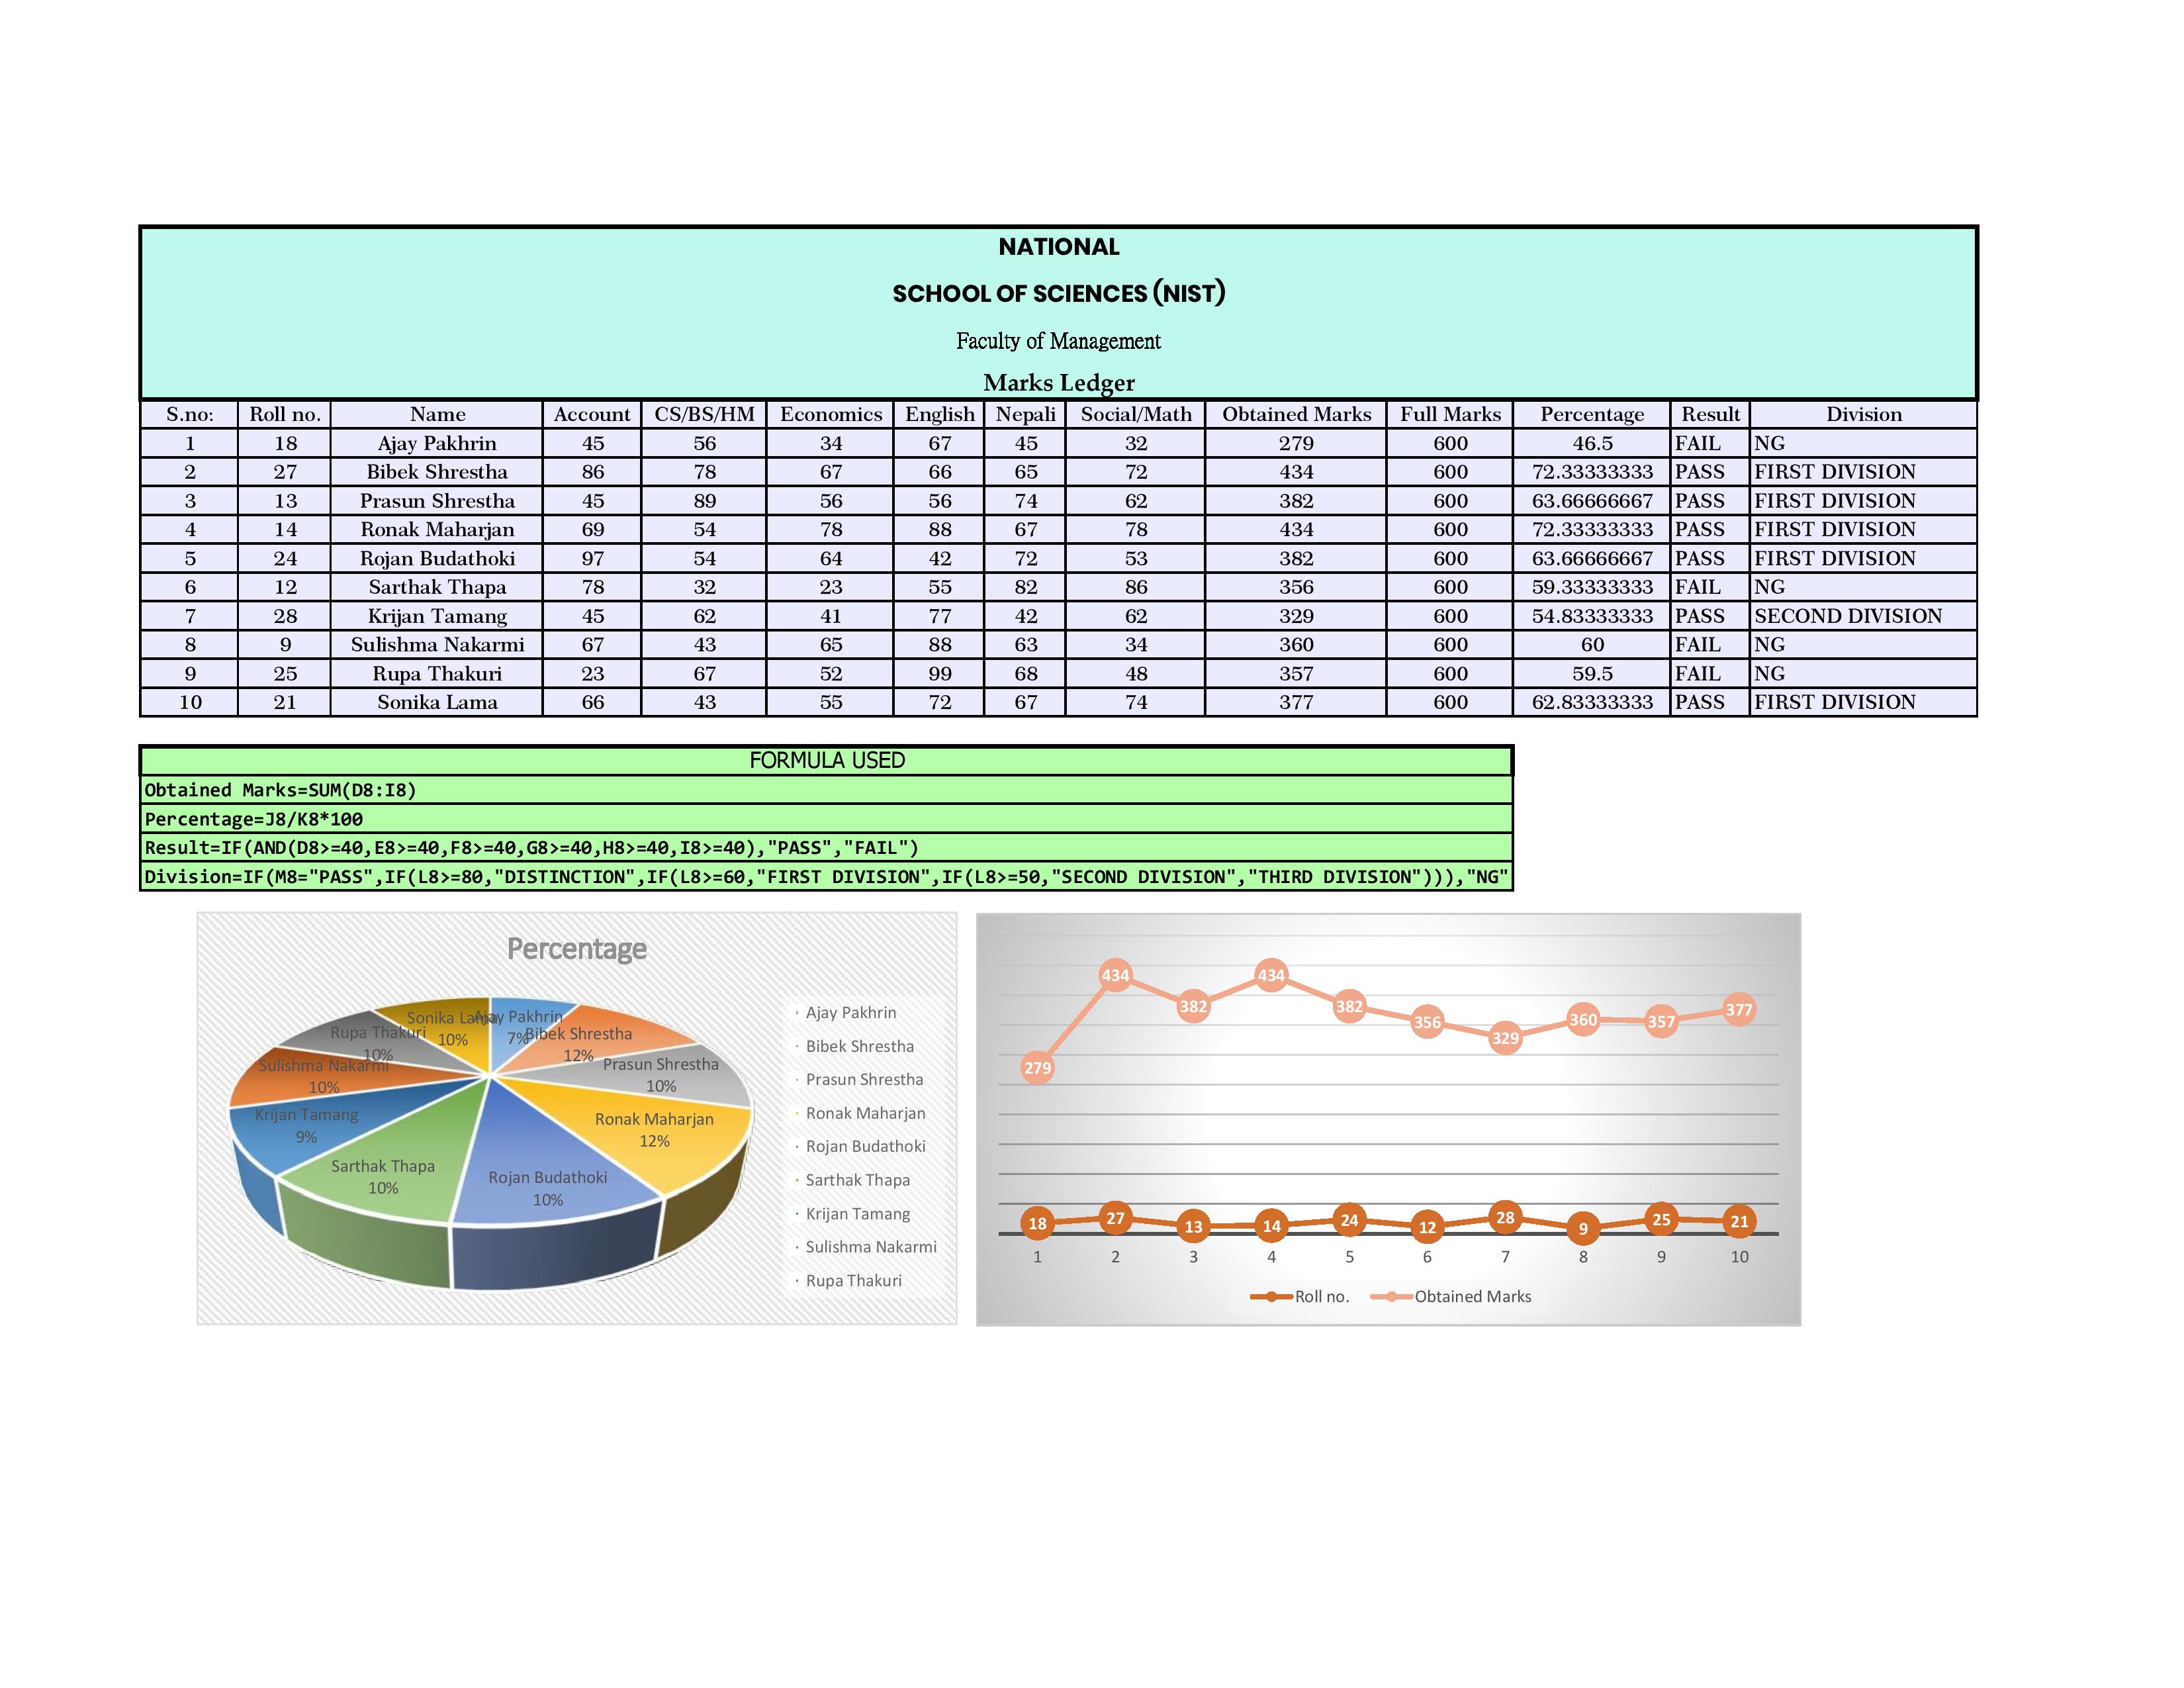 NATIONAL
SCHOOL OF SCIENCES (NIST)
Faculty of Management
Marks Ledger
S.no: Roll no. Name Account CS/BS/HM Economics English Nepali Social/Math Obtained Marks Full Marks Percentage Result Division
1 18 Ajay Pakhrin 45 56 34 67 45 32 279 600 46.5 FAIL NG
2 27 Bibek Shrestha 86 78 67 66 65 72 434 600 72.33333333 PASS FIRST DIVISION
3 13 Prasun Shrestha 45 89 56 56 74 62 382 600 63.66666667 PASS FIRST DIVISION
4 14 Ronak Maharjan 69 54 78 88 67 78 434 600 72.33333333 PASS FIRST DIVISION
5 24 Rojan Budathoki 97 54 64 42 72 53 382 600 63.66666667 PASS FIRST DIVISION
6 12 Sarthak Thapa 78 32 23 55 82 86 356 600 59.33333333 FAIL NG
7 28 Krijan Tamang 45 62 41 77 42 62 329 600 54.83333333 PASS SECOND DIVISION
8 9 Sulishma Nakarmi 67 43 65 88 63 34 360 600 60 FAIL NG
9 25 Rupa Thakuri 23 67 52 99 68 48 357 600 59.5 FAIL NG
10 21 Sonika Lama 66 43 55 72 67 74 377 600 62.83333333 PASS FIRST DIVISION
FORMULA USED
Obtained Marks=SUM(D8:I8)
Percentage=J8/K8*100
Result=IF(AND(D8>=40,E8>=40,F8>=40,G8>=40,H8>=40,I8>=40),"PASS","FAIL")
Division=IF(M8="PASS",IF(L8>=80,"DISTINCTION",IF(L8>=60,"FIRST DIVISION",IF(L8>=50,"SECOND DIVISION","THIRD DIVISION"))),"NG"
Percentage
Ajay Pakhrin
7%
Bibek Shrestha
12%
Prasun Shrestha
10%
Ronak Maharjan
12%
Rojan Budathoki
10%
Sarthak Thapa
10%
Krijan Tamang
9%
Sulishma Nakarmi
10%
Rupa Thakuri
10%
Sonika Lama
10%
Ajay Pakhrin
Bibek Shrestha
Prasun Shrestha
Ronak Maharjan
Rojan Budathoki
Sarthak Thapa
Krijan Tamang
Sulishma Nakarmi
Rupa Thakuri
279 434 382 434 382 356 329 360 357 377
18 27 13 14 24 12 28 9 25 21
1 2 3 4 5 6 7 8 9 10
Roll no. Obtained Marks